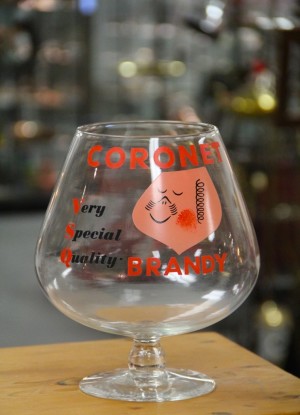 CORONET
Very
Special
Quality
BRANDY